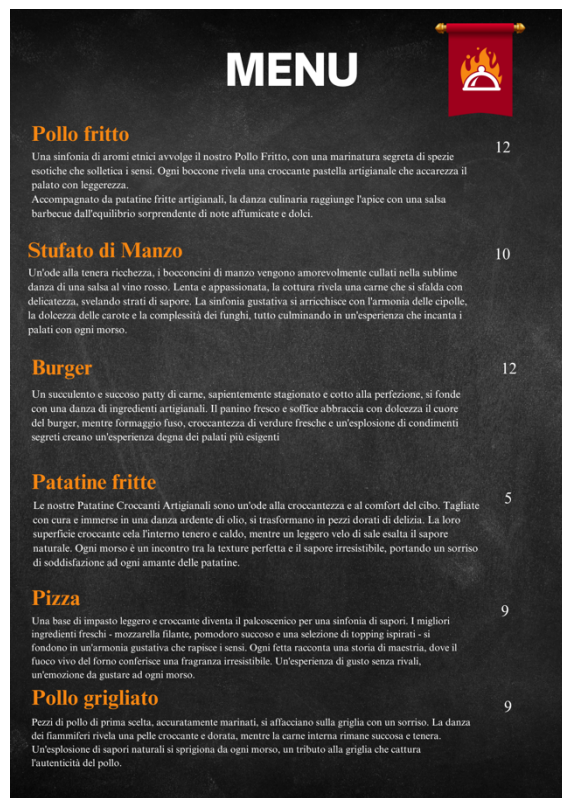 MENU
Pollo fritto
12
Una sinfonia di aromi etnici avvolge il nostro Pollo Fritto, con una marinatura segreta di spezie
esotiche che solletica i sensi. Ogni boccone rivela una croccante pastella artigianale che accarezza il
palato con leggerezza.
Accompagnato da patatine fritte artigianali, la danza culinaria raggiunge l'apice con una salsa
barbecue dall'equilibrio sorprendente di note affumicate e dolci.
Stufato di Manzo
10
Un'ode alla tenera ricchezza, i bocconcini di manzo vengono amorevolmente cullati nella sublime
danza di una salsa al vino rosso. Lenta e appassionata, la cottura rivela una carne che si sfalda con
delicatezza, svelando strati di sapore. La sinfonia gustativa si arricchisce con l'armonia delle cipolle,
la dolcezza delle carote e la complessità dei funghi, tutto culminando in un'esperienza che incanta i
palati con ogni morso.
Burger
12
Un succulento e succoso patty di carne, sapientemente stagionato e cotto alla perfezione, si fonde
con una danza di ingredienti artigianali. Il panino fresco e soffice abbraccia con dolcezza il cuore
del burger, mentre formaggio fuso, croccantezza di verdure fresche e un'esplosione di condimenti
segreti creano un'esperienza degna dei palati più esigenti
Patatine fritte
5
Le nostre Patatine Croccanti Artigianali sono un'ode alla croccantezza e al comfort del cibo. Tagliate
con cura e immerse in una danza ardente di olio, si trasformano in pezzi dorati di delizia. La loro
superficie croccante cela l'interno tenero e caldo, mentre un leggero velo di sale esalta il sapore
naturale. Ogni morso è un incontro tra la texture perfetta e il sapore irresistibile, portando un sorriso
di soddisfazione ad ogni amante delle patatine.
Pizza
9
Una base di impasto leggero e croccante diventa il palcoscenico per una sinfonia di sapori. I migliori
ingredienti freschi - mozzarella filante, pomodoro succoso e una selezione di topping ispirati - si
fondono in un'armonia gustativa che rapisce i sensi. Ogni fetta racconta una storia di maestria, dove il
fuoco vivo del forno conferisce una fragranza irresistibile. Un'esperienza di gusto senza rivali,
un'emozione da gustare ad ogni morso.
Pollo grigliato
9
Pezzi di pollo di prima scelta, accuratamente marinati, si affacciano sulla griglia con un sorriso. La danza
dei fiammiferi rivela una pelle croccante e dorata, mentre la carne interna rimane succosa e tenera.
Un'esplosione di sapori naturali si sprigiona da ogni morso, un tributo alla griglia che cattura
l'autenticità del pollo.